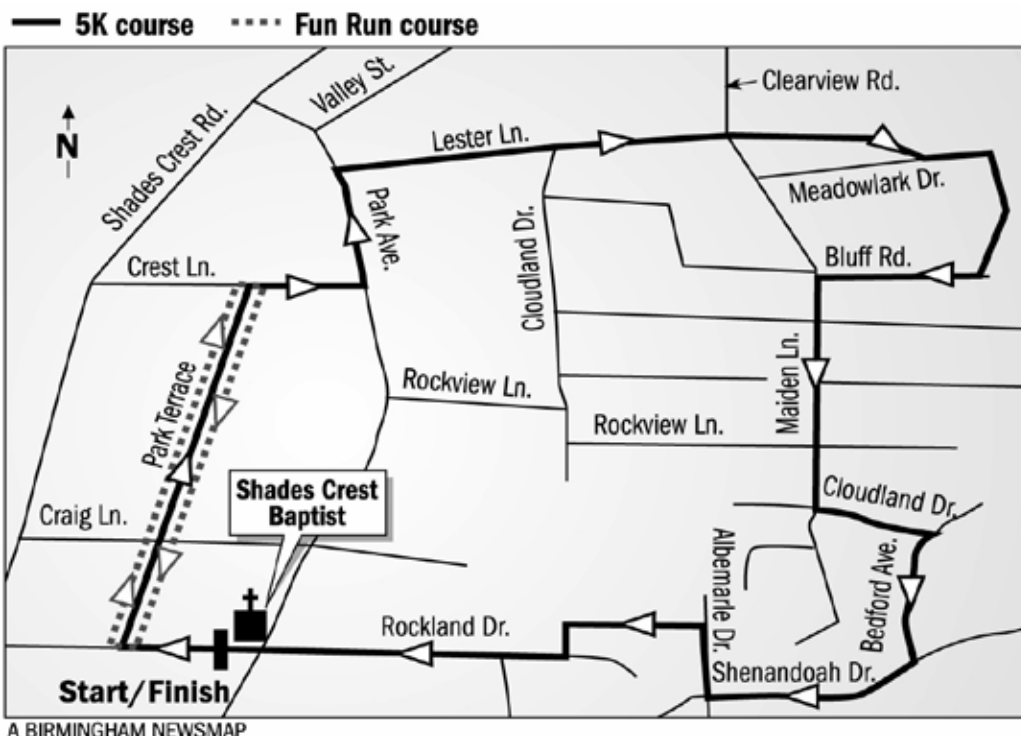 5K course
Fun Run course
Valley St.
Clearview Rd.
Shades Crest Rd.
N
Lester Ln.
Meadowlark Dr.
Park Ave.
Crest Ln.
Cloudland Dr.
Bluff Rd.
Park Terrace
Rockview Ln.
Maiden Ln.
Rockview Ln.
Shades Crest
Baptist
Craig Ln.
Cloudland Dr.
Albemarle Dr.
Bedford Ave.
Rockland Dr.
Shenandoah Dr.
Start/Finish
A BIRMINGHAM NEWSMAP